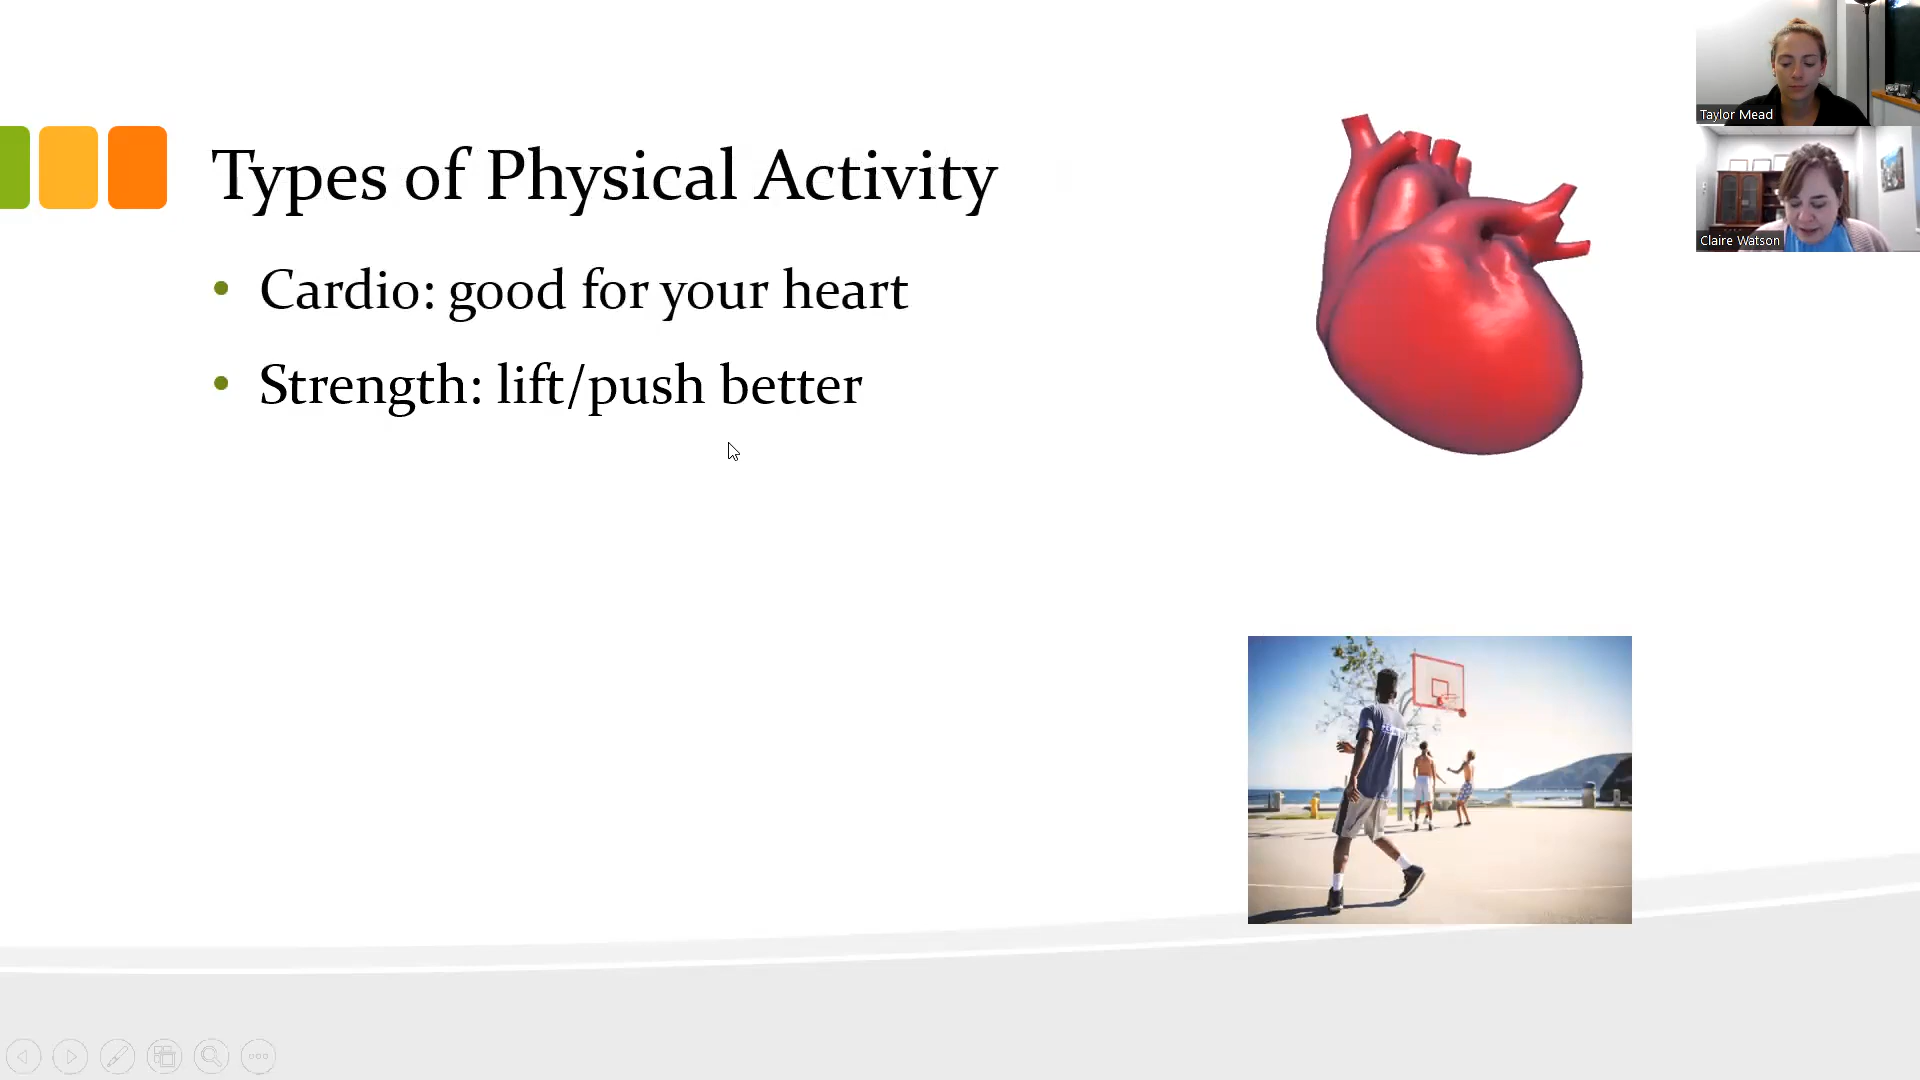 Types of Physical Activity
• Cardio: good for your heart
• Strength: lift/push better
Taylor Mead
Claire Watson